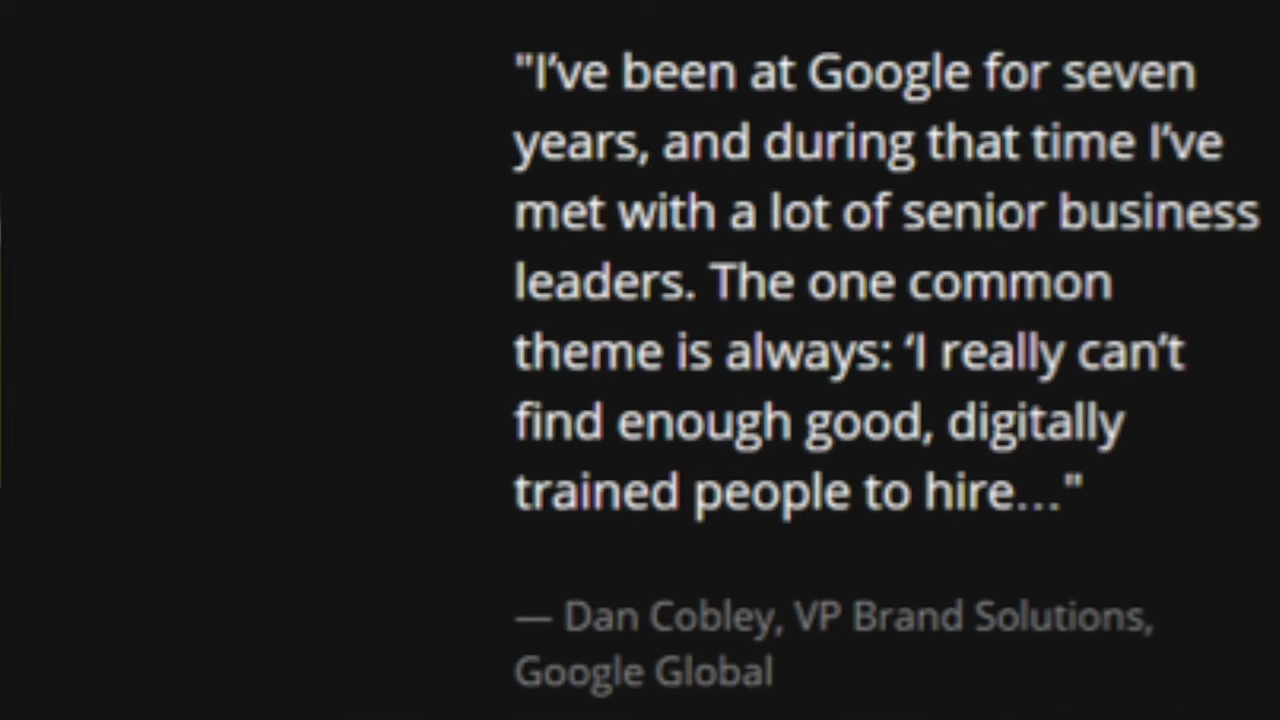 "I’ve been at Google for seven
years, and during that time I’ve
met with a lot of senior business
leaders. The one common
theme is always: ‘I really can’t
find enough good, digitally
trained people to hire..."
— Dan Cobley, VP Brand Solutions,
Google Global